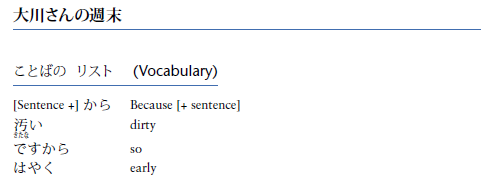 大川さんの週末
ことばの リスト (Vocabulary)
[Sentence +] から Because [+ sentence]
汚い dirty
きたな
ですから so
はやく early